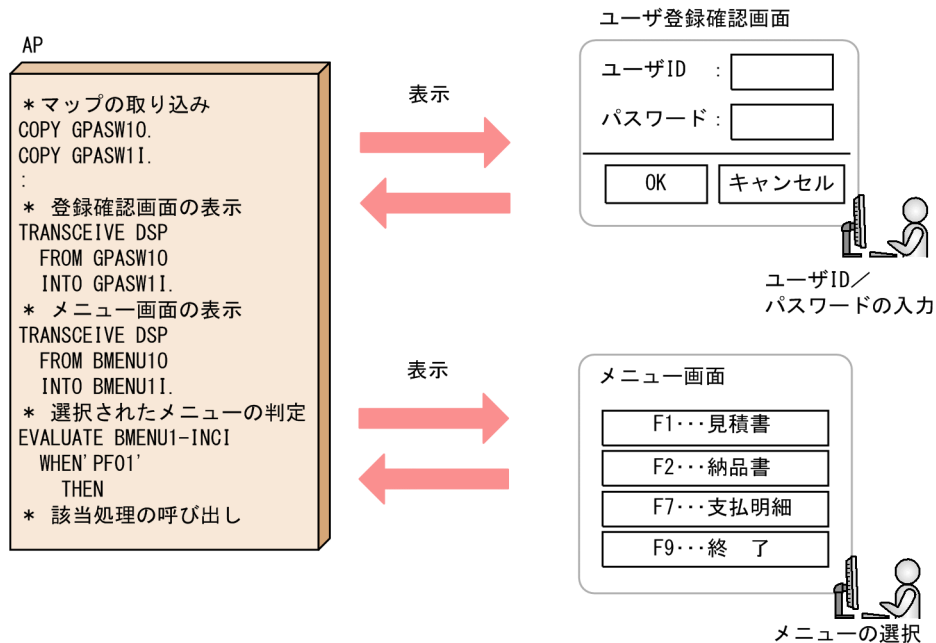 AP
*マップの取り込み
COPY GPASW1O.
COPY GPASW1I.
:
* 登録確認画面の表示
TRANSCEIVE DSP
FROM GPASW1O
INTO GPASW1I.
* メニュー画面の表示
TRANSCEIVE DSP
FROM BMENU1O
INTO BMENU1I.
* 選択されたメニューの判定
EVALUATE BMENU1-INCI
WHEN'PF01'
THEN
* 該当処理の呼び出し
表示
ユーザ登録確認画面
ユーザID :
パスワード:
OK キャンセル
ユーザID/
パスワードの入力
表示
メニュー画面
F1・・・見積書
F2・・・納品書
F7・・・支払明細
F9・・・終 了
メニューの選択